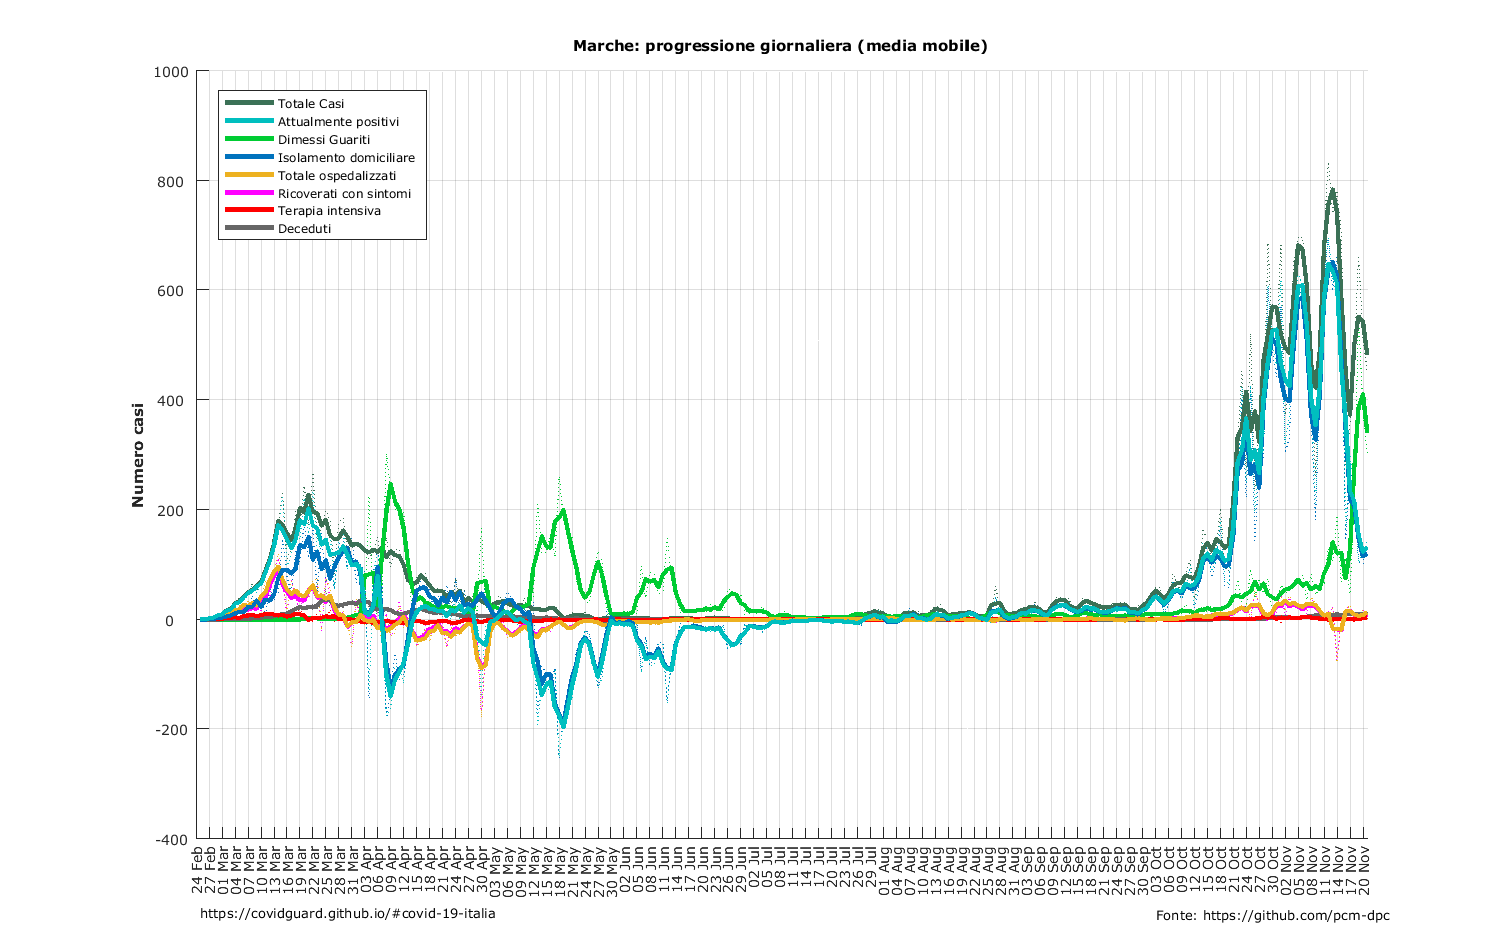 Marche: progressione giornaliera (media mobile)
1000
800
600
400
200
0
-200
-400
Numero casi
Totale Casi
Attualmente positivi
Dimessi Guariti
Isolamento domiciliare
Totale ospedalizzati
Ricoverati con sintomi
Terapia intensiva
Deceduti
24 Feb
27 Feb
01 Mar
04 Mar
07 Mar
10 Mar
13 Mar
16 Mar
19 Mar
22 Mar
25 Mar
28 Mar
31 Mar
03 Apr
06 Apr
09 Apr
12 Apr
15 Apr
18 Apr
21 Apr
24 Apr
27 Apr
30 Apr
03 May
06 May
09 May
12 May
15 May
18 May
21 May
24 May
27 May
30 May
02 Jun
05 Jun
08 Jun
11 Jun
14 Jun
17 Jun
20 Jun
23 Jun
26 Jun
29 Jun
02 Jul
05 Jul
08 Jul
11 Jul
14 Jul
17 Jul
20 Jul
23 Jul
26 Jul
29 Jul
01 Aug
04 Aug
07 Aug
10 Aug
13 Aug
16 Aug
19 Aug
22 Aug
25 Aug
28 Aug
31 Aug
03 Sep
06 Sep
09 Sep
12 Sep
15 Sep
18 Sep
21 Sep
24 Sep
27 Sep
30 Sep
03 Oct
06 Oct
09 Oct
12 Oct
15 Oct
18 Oct
21 Oct
24 Oct
27 Oct
30 Oct
02 Nov
05 Nov
08 Nov
11 Nov
14 Nov
17 Nov
20 Nov
https://covidguard.github.io/#covid-19-italia
Fonte: https://github.com/pcm-dpc